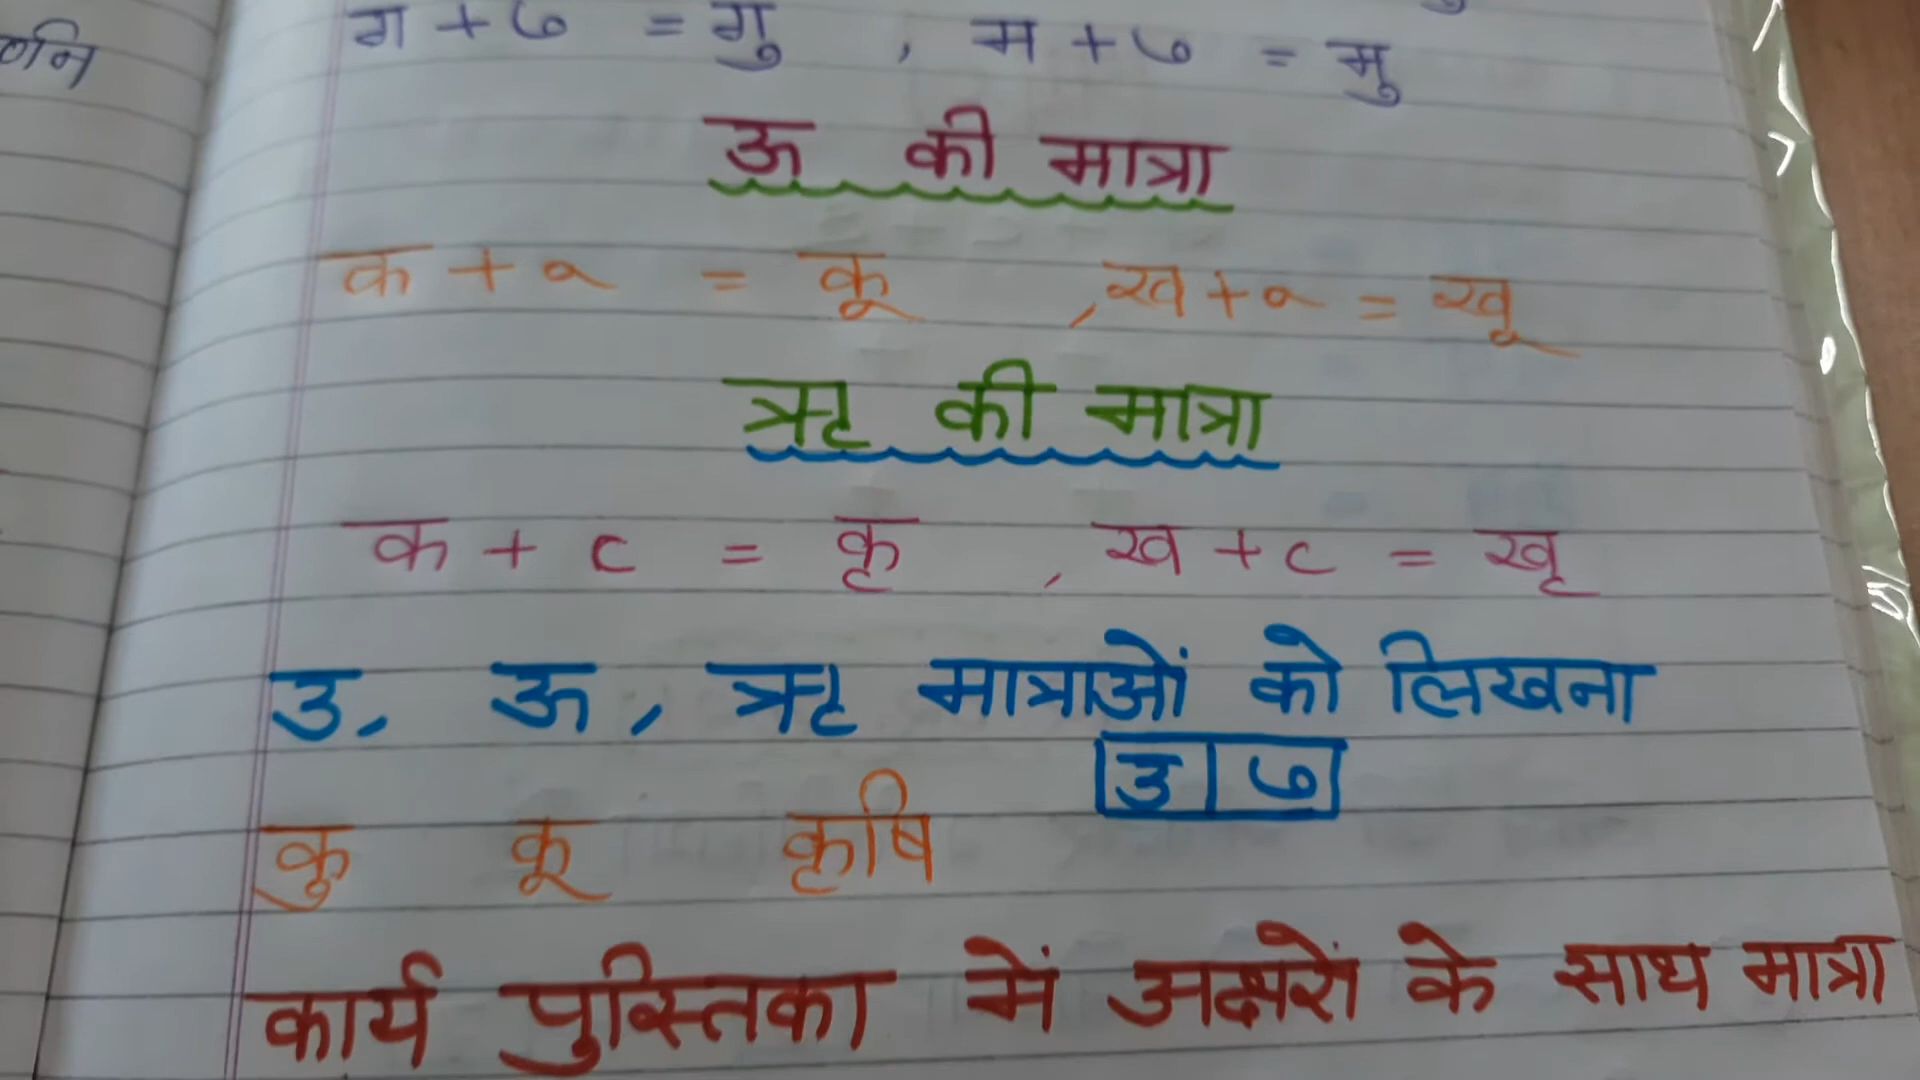 ग + ु = गु , म + ु = मु
ऊ की मात्रा
क + ू = कू , ख + ू = खू
ऋ की मात्रा
क + ृ = कृ , ख + ृ = खृ
उ, ऊ, ऋ मात्राओं को लिखना
उ ु
कु कू कृषि
कार्य पुस्तिका में अक्षरों के साथ मात्रा